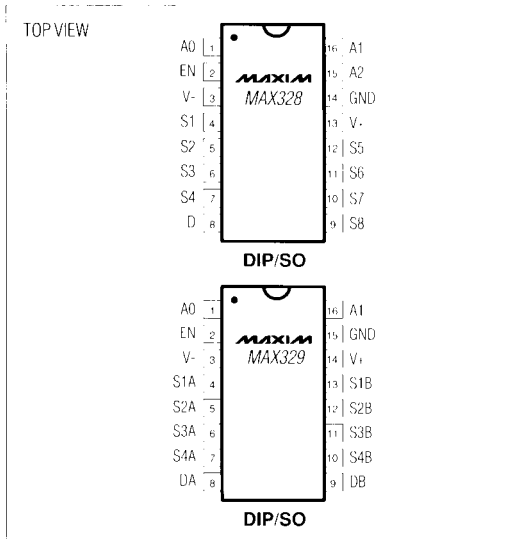 TOP VIEW
A0 1 16 A1
EN 2 MAXIM 15 A2
V- 3 MAX328 14 GND
S1 4 13 V+
S2 5 12 S5
S3 6 11 S6
S4 7 10 S7
D 8 9 S8
DIP/SO
A0 1 16 A1
EN 2 MAXIM 15 GND
V- 3 MAX329 14 V+
S1A 4 13 S1B
S2A 5 12 S2B
S3A 6 11 S3B
S4A 7 10 S4B
DA 8 9 DB
DIP/SO